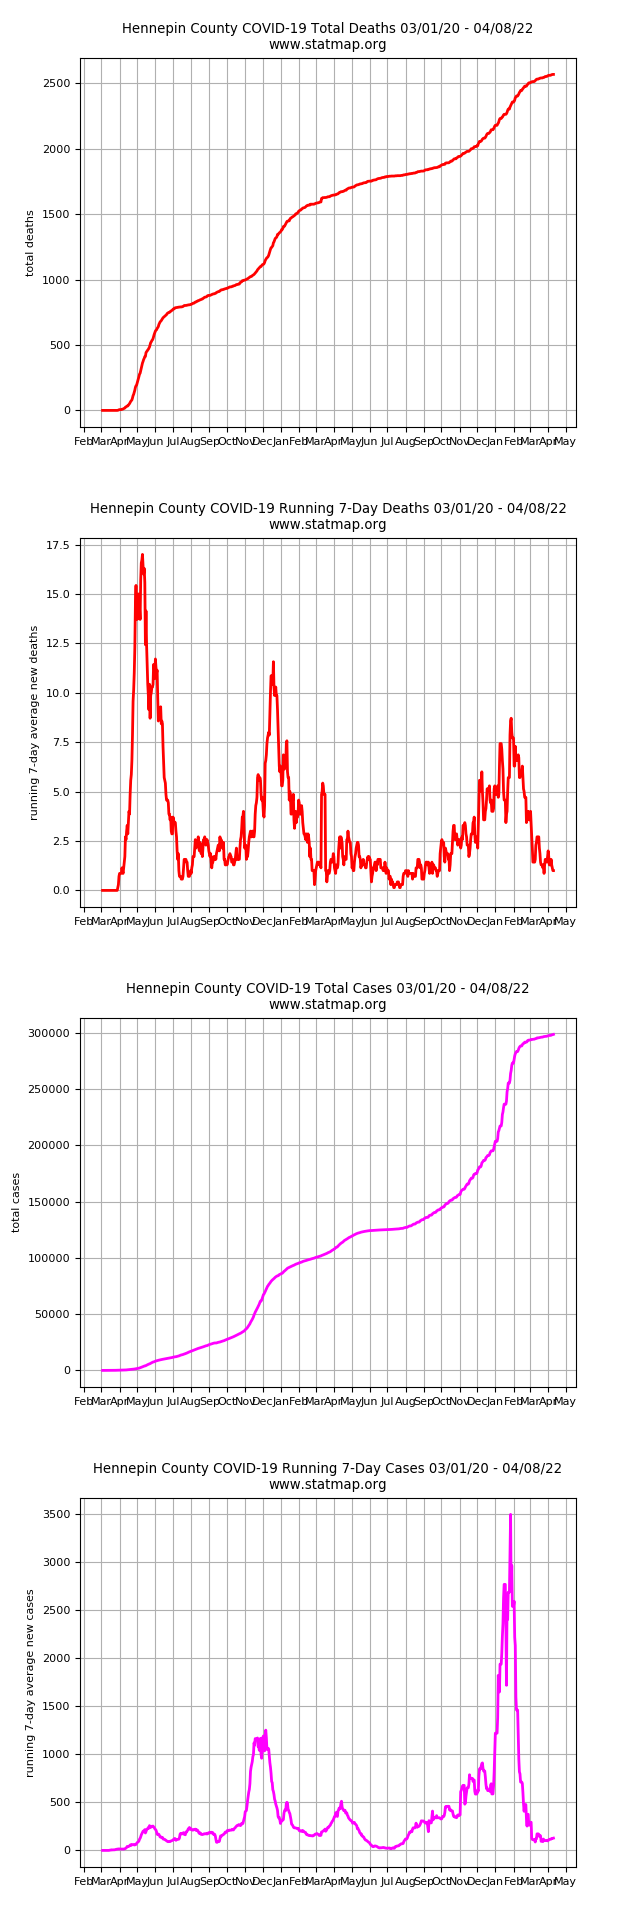 Hennepin County COVID-19 Total Deaths 03/01/20 - 04/08/22
www.statmap.org
2500
2000
1500
1000
500
0
total deaths
Feb Mar Apr May Jun Jul Aug Sep Oct Nov Dec Jan Feb Mar Apr May Jun Jul Aug Sep Oct Nov Dec Jan Feb Mar Apr May
Hennepin County COVID-19 Running 7-Day Deaths 03/01/20 - 04/08/22
www.statmap.org
17.5
15.0
12.5
10.0
7.5
5.0
2.5
0.0
running 7-day average new deaths
Feb Mar Apr May Jun Jul Aug Sep Oct Nov Dec Jan Feb Mar Apr May Jun Jul Aug Sep Oct Nov Dec Jan Feb Mar Apr May
Hennepin County COVID-19 Total Cases 03/01/20 - 04/08/22
www.statmap.org
300000
250000
200000
150000
100000
50000
0
total cases
Feb Mar Apr May Jun Jul Aug Sep Oct Nov Dec Jan Feb Mar Apr May Jun Jul Aug Sep Oct Nov Dec Jan Feb Mar Apr May
Hennepin County COVID-19 Running 7-Day Cases 03/01/20 - 04/08/22
www.statmap.org
3500
3000
2500
2000
1500
1000
500
0
running 7-day average new cases
Feb Mar Apr May Jun Jul Aug Sep Oct Nov Dec Jan Feb Mar Apr May Jun Jul Aug Sep Oct Nov Dec Jan Feb Mar Apr May